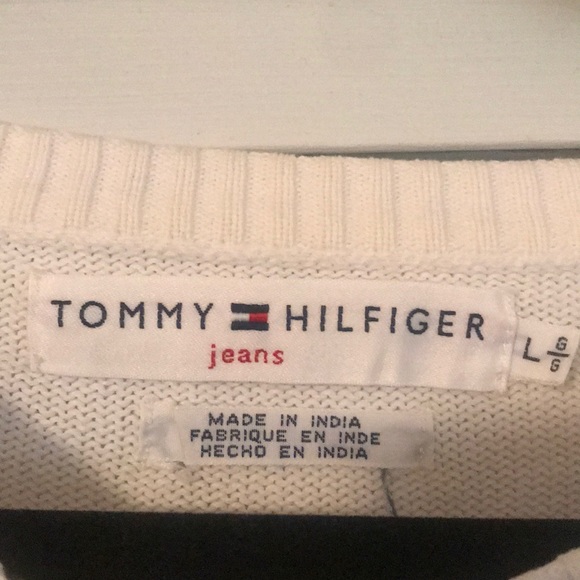 TOMMY HILFIGER
jeans
L G/G
MADE IN INDIA
FABRIQUE EN INDE
HECHO EN INDIA